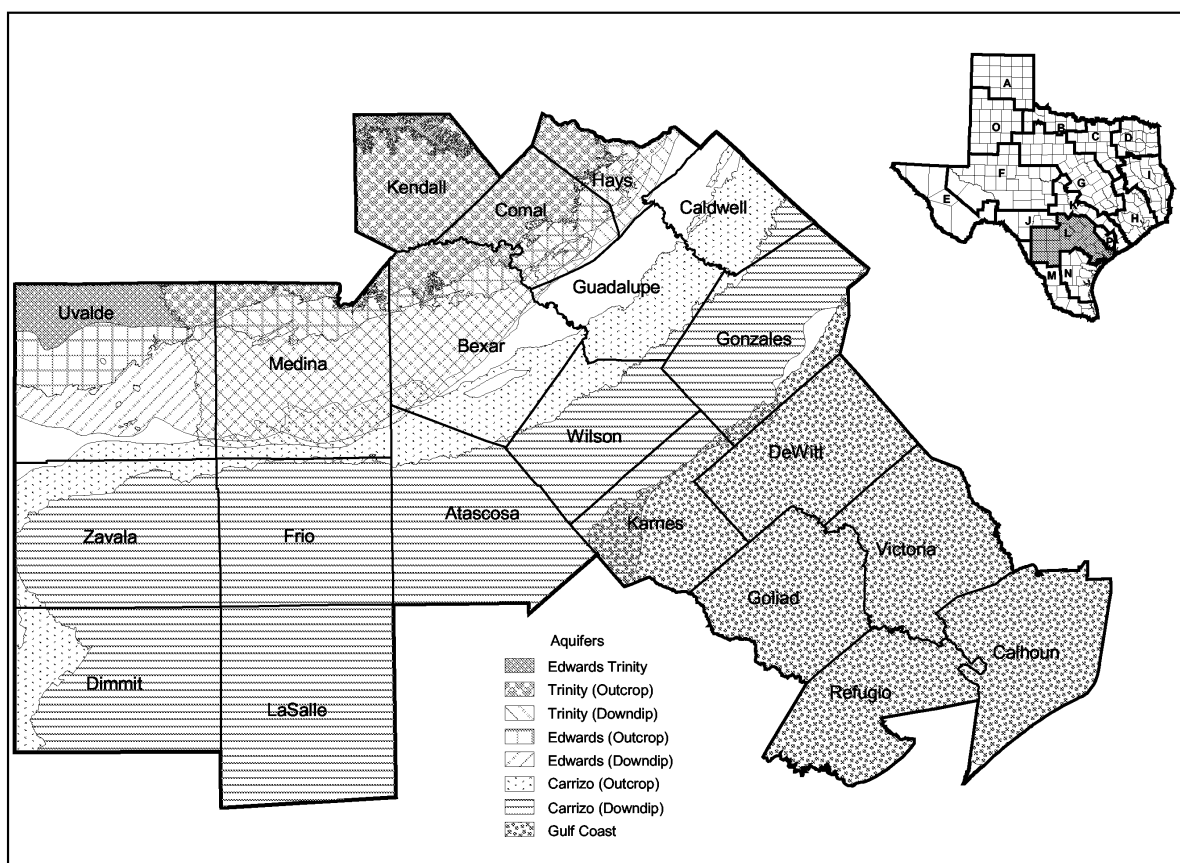 A
O
B
C
D
F
G
I
E
K
H
J
L
M
N
Kendall
Hays
Comal
Caldwell
Guadalupe
Uvalde
Medina
Bexar
Gonzales
Wilson
DeWitt
Zavala
Frio
Atascosa
Karnes
Victoria
Goliad
Calhoun
Refugio
Dimmit
LaSalle
Aquifers
Edwards Trinity
Trinity (Outcrop)
Trinity (Downdip)
Edwards (Outcrop)
Edwards (Downdip)
Carrizo (Outcrop)
Carrizo (Downdip)
Gulf Coast